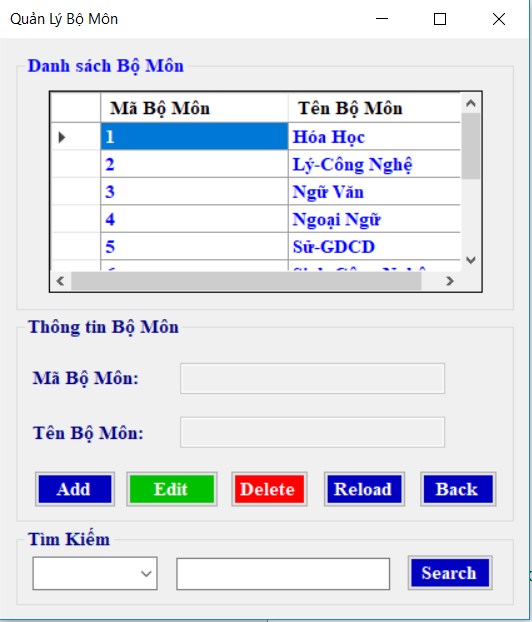 Quản Lý Bộ Môn
Danh sách Bộ Môn
Mã Bộ Môn Tên Bộ Môn
1 Hóa Học
2 Lý-Công Nghệ
3 Ngữ Văn
4 Ngoại Ngữ
5 Sử-GDCD
Thông tin Bộ Môn
Mã Bộ Môn:
Tên Bộ Môn:
Add Edit Delete Reload Back
Tìm Kiếm
Search